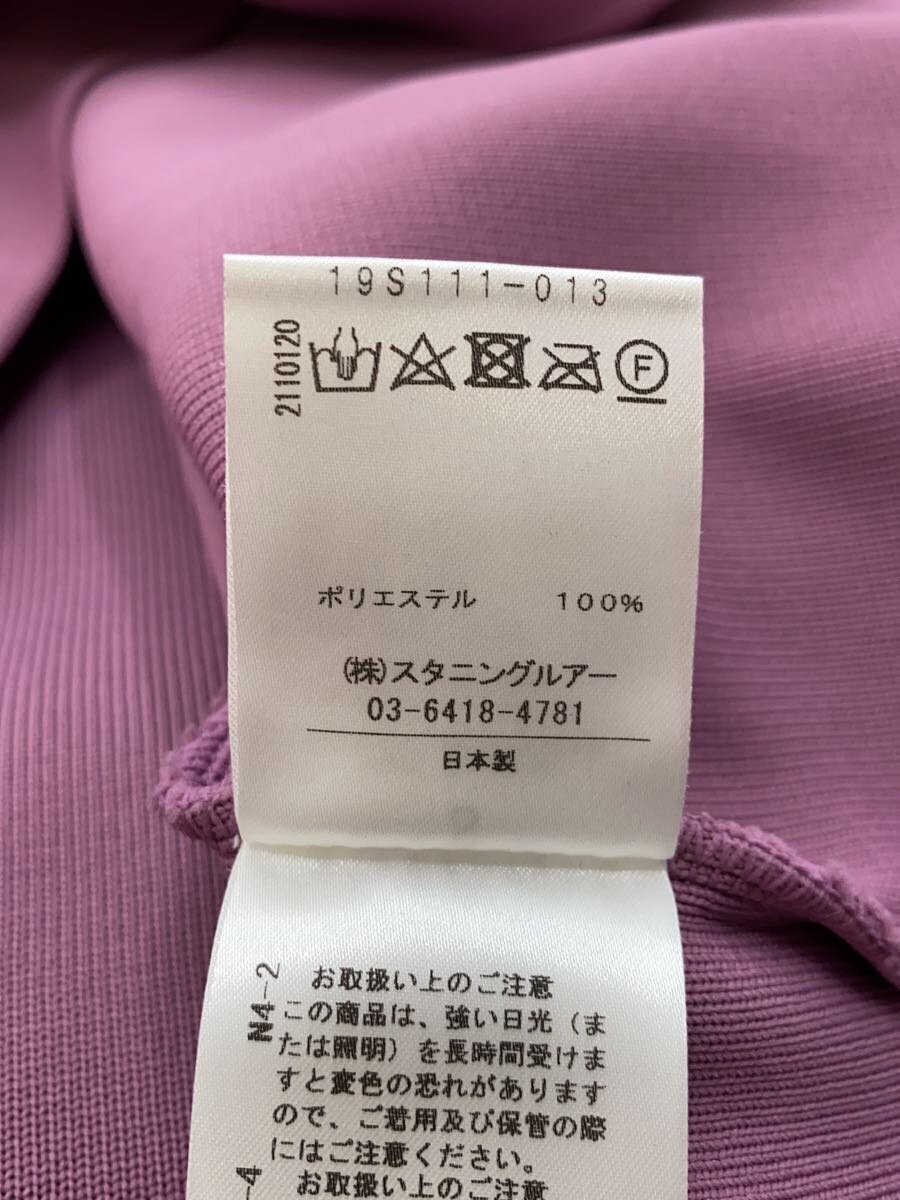 19S111-013
2110120
F
ポリエステル 100%
(株)スタニングルアー
03-6418-4781
日本製
N4-2
お取扱い上のご注意
この商品は、強い日光（ま
たは照明）を長時間受けま
すと変色の恐れがあります
ので、ご着用及び保管の際
にはご注意ください。
-4
お取扱い上のご注意